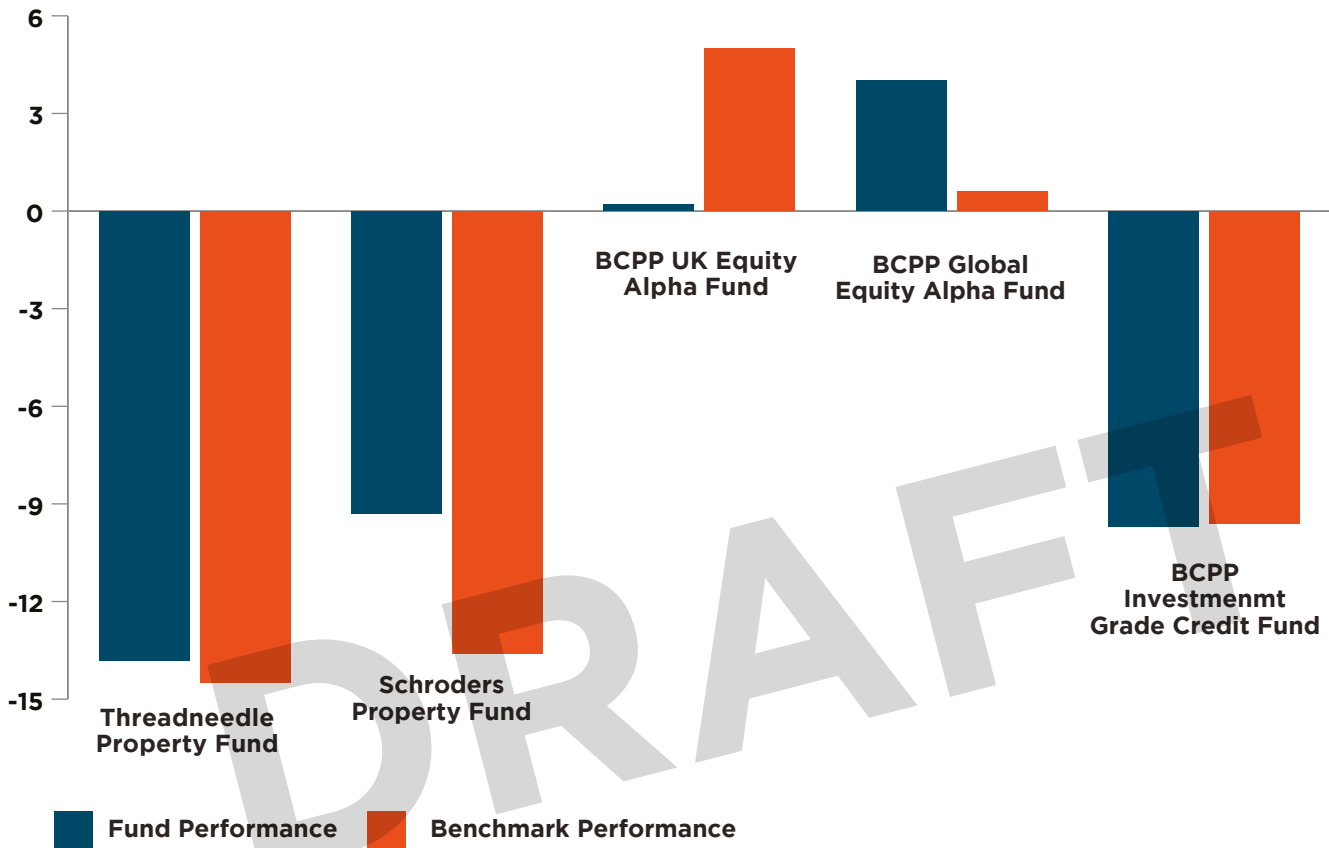 6
3
0
-3
-6
-9
-12
-15
BCPP UK Equity
Alpha Fund
BCPP Global
Equity Alpha Fund
BCPP
Investmenmt
Grade Credit Fund
Schroders
Property Fund
Threadneedle
Property Fund
DRAFT
Fund Performance
Benchmark Performance